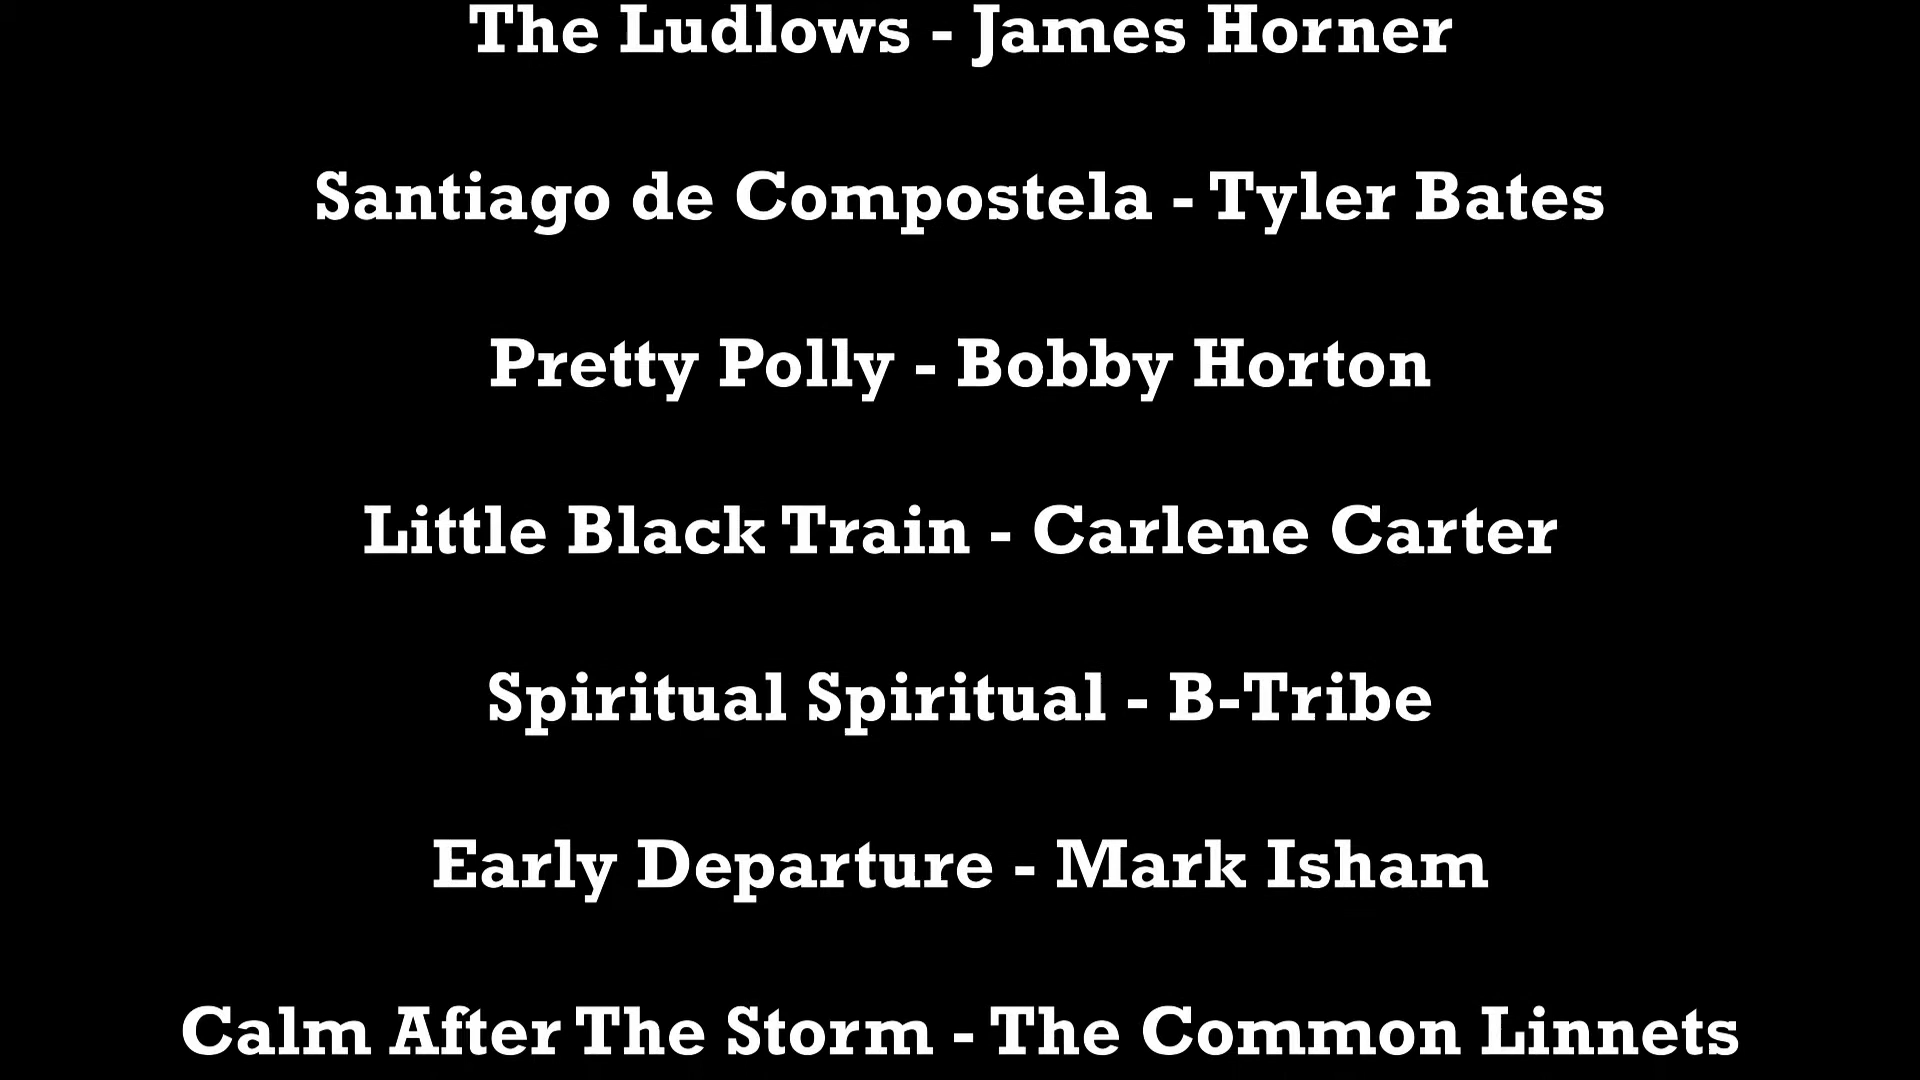 The Ludlows - James Horner
Santiago de Compostela - Tyler Bates
Pretty Polly - Bobby Horton
Little Black Train - Carlene Carter
Spiritual Spiritual - B-Tribe
Early Departure - Mark Isham
Calm After The Storm - The Common Linnets